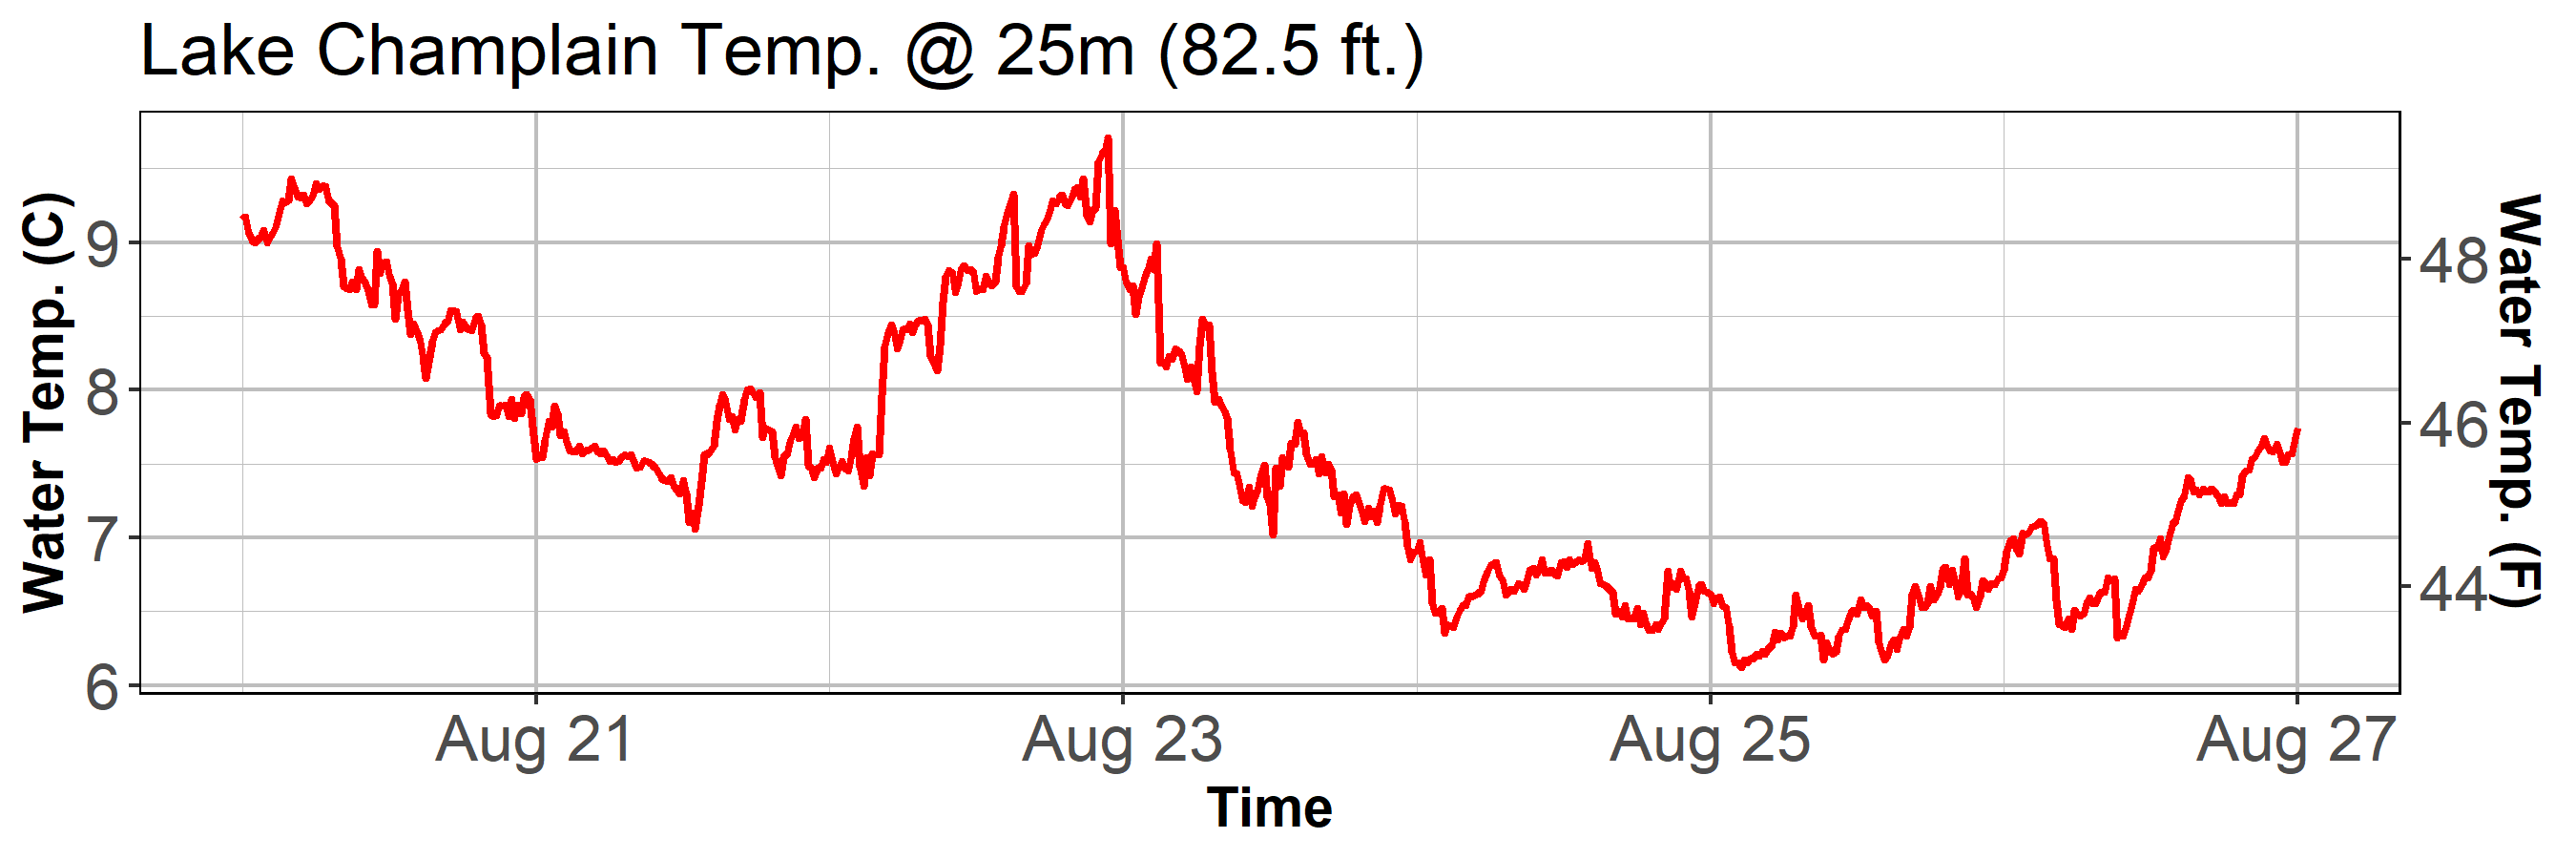 Lake Champlain Temp. @ 25m (82.5 ft.)
Water Temp. (C)
9
8
7
6
48
46
44
Water Temp. (F)
Aug 21
Aug 23
Aug 25
Aug 27
Time